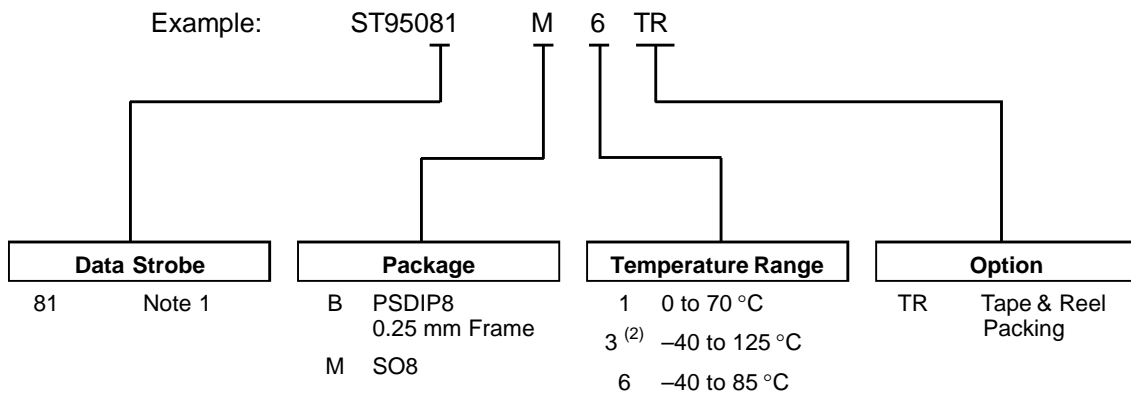 Example: ST95081 M 6 TR
Data Strobe
81 Note 1
Package
B PSDIP8
0.25 mm Frame
M SO8
Temperature Range
1 0 to 70 °C
3 (2) –40 to 125 °C
6 –40 to 85 °C
Option
TR Tape & Reel
Packing